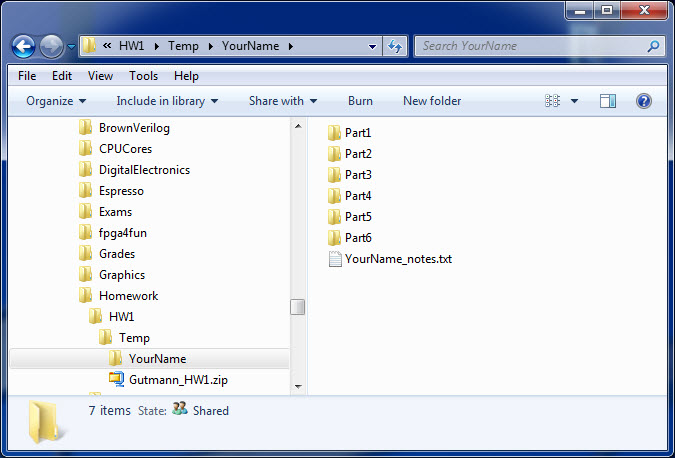 « HW1 Temp YourName
Search YourName
File Edit View Tools Help
Organize Include in library Share with Burn New folder
BrownVerilog
CPUCores
DigitalElectronics
Espresso
Exams
fpga4fun
Grades
Graphics
Homework
HW1
Temp
YourName
Gutmann_HW1.zip
Part1
Part2
Part3
Part4
Part5
Part6
YourName_notes.txt
7 items State: Shared